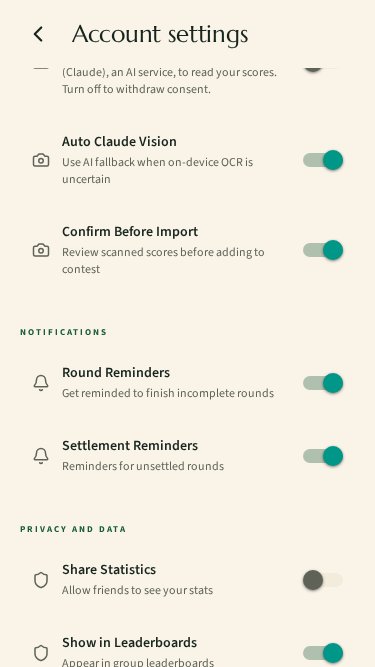 Account settings
(Claude), an AI service, to read your scores.
Turn off to withdraw consent.
Auto Claude Vision
Use AI fallback when on-device OCR is
uncertain
Confirm Before Import
Review scanned scores before adding to
contest
NOTIFICATIONS
Round Reminders
Get reminded to finish incomplete rounds
Settlement Reminders
Reminders for unsettled rounds
PRIVACY AND DATA
Share Statistics
Allow friends to see your stats
Show in Leaderboards
Appear in group leaderboards